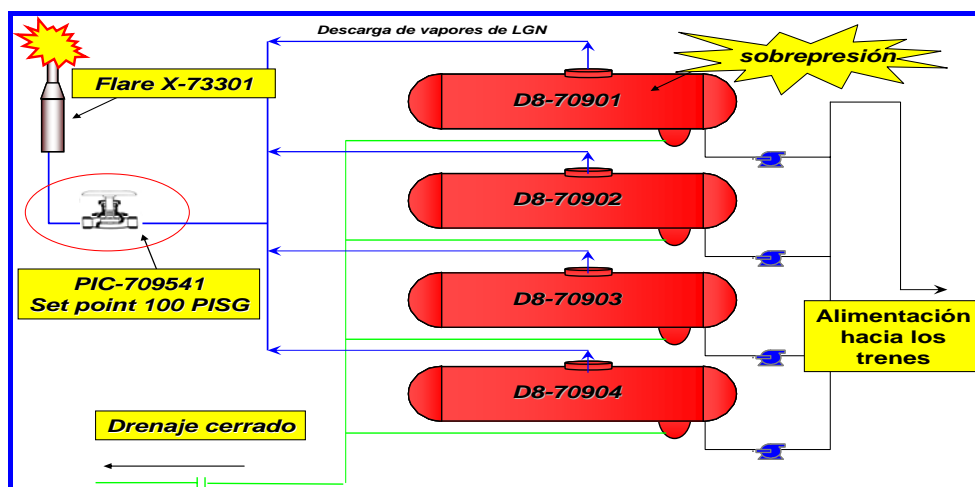 Descarga de vapores de LGN
sobrepresión
Flare X-73301
D8-70901
D8-70902
PIC-709541
Set point 100 PISG
D8-70903
Alimentación
hacia los
trenes
D8-70904
Drenaje cerrado